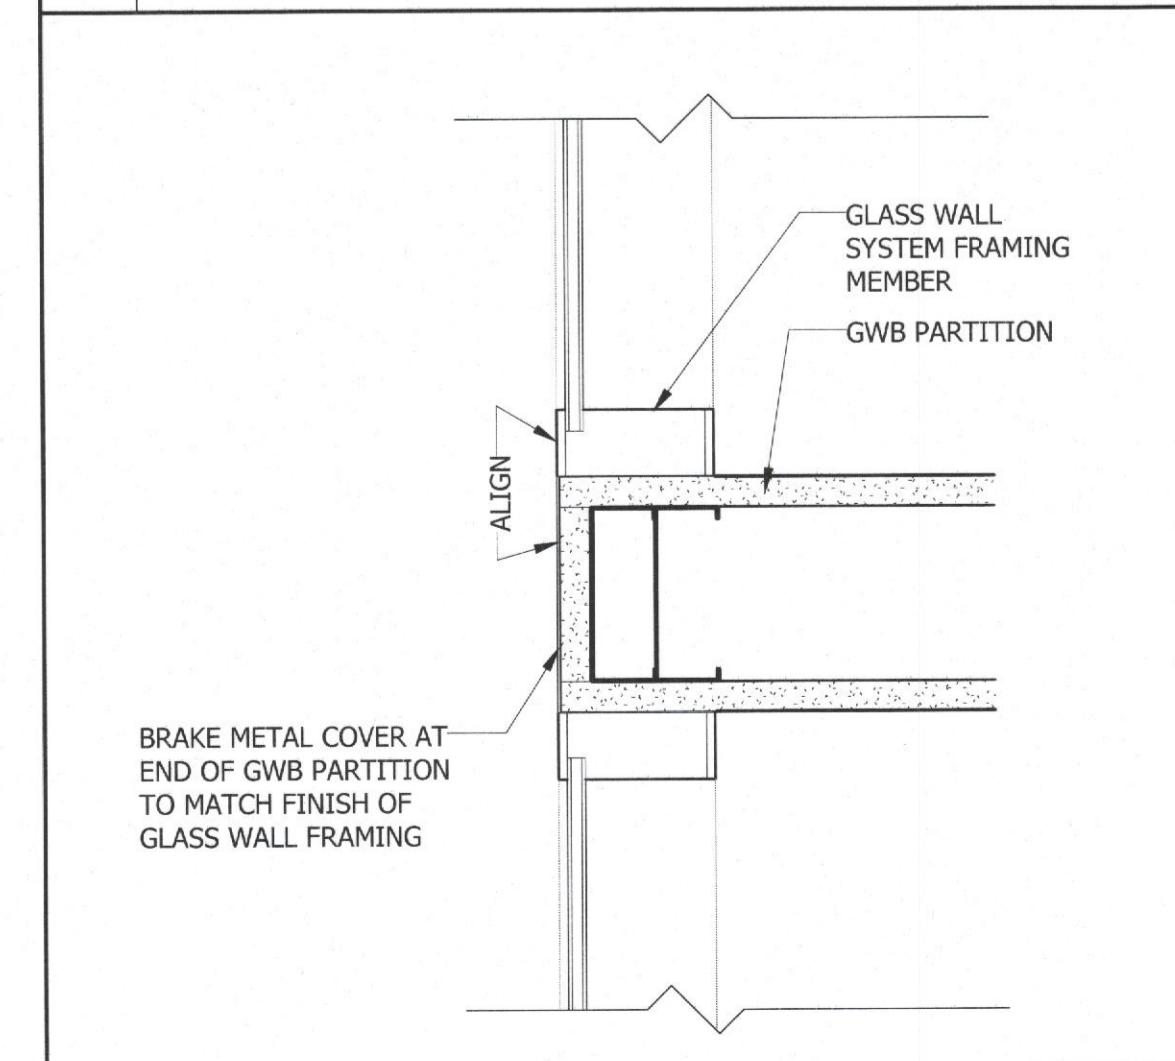 GLASS WALL
SYSTEM FRAMING
MEMBER
GWB PARTITION
ALIGN
BRAKE METAL COVER AT
END OF GWB PARTITION
TO MATCH FINISH OF
GLASS WALL FRAMING